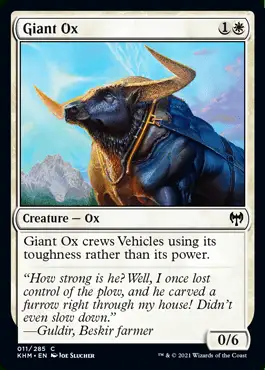 Giant Ox 1
Creature — Ox
Giant Ox crews Vehicles using its
toughness rather than its power.
“How strong is he? Well, I once lost
control of the plow, and he carved a
furrow right through my house! Didn’t
even slow down.”
—Guldir, Beskir farmer
0/6
011/285 C
KHM • EN Joe Slucher
™ & © 2021 Wizards of the Coast